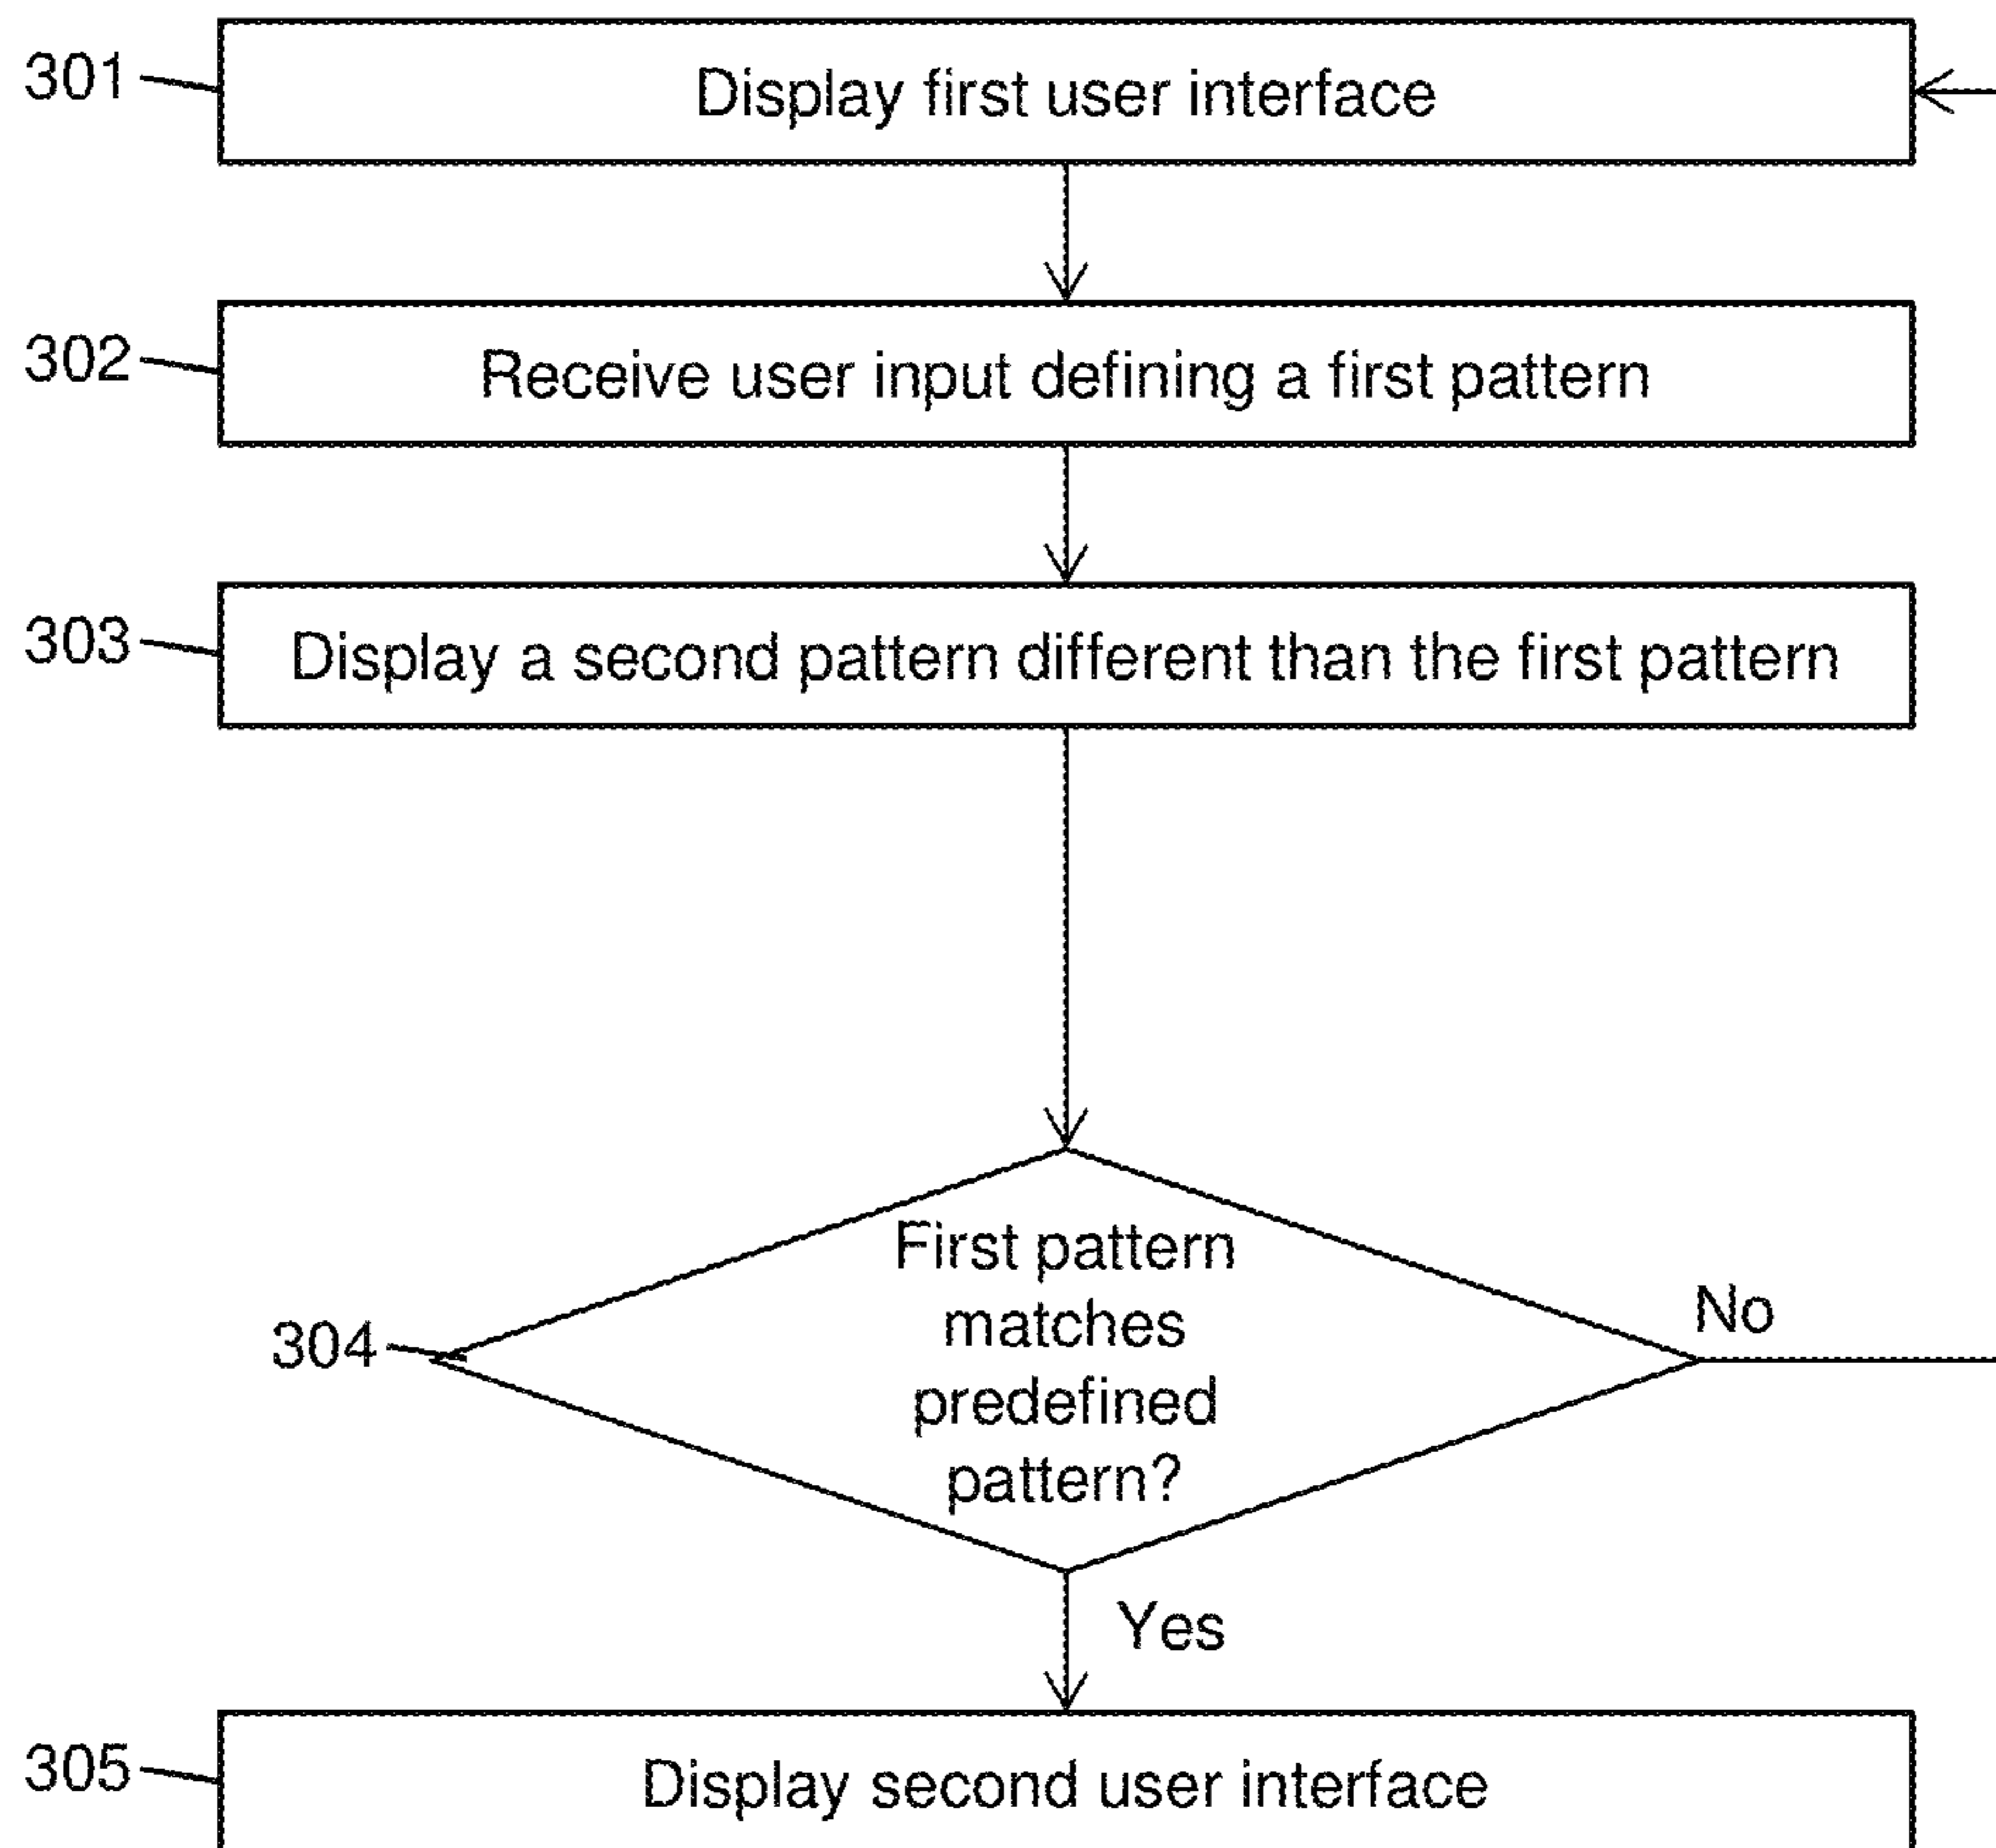 301
Display first user interface
302
Receive user input defining a first pattern
303
Display a second pattern different than the first pattern
First pattern
matches
predefined
pattern?
304
No
Yes
305
Display second user interface